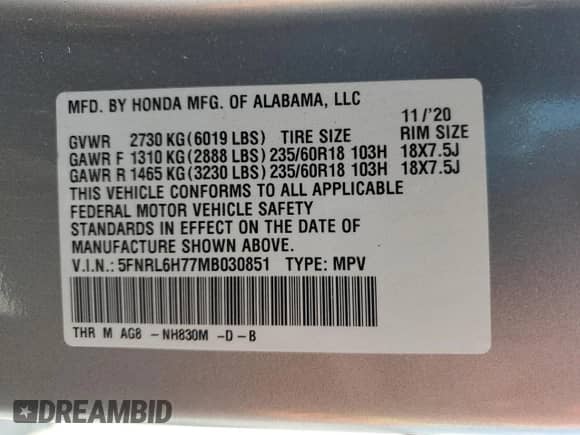 MFD. BY HONDA MFG. OF ALABAMA, LLC 11/'20
GVWR 2730 KG (6019 LBS) TIRE SIZE RIM SIZE
GAWR F 1310 KG (2888 LBS) 235/60R18 103H 18X7.5J
GAWR R 1465 KG (3230 LBS) 235/60R18 103H 18X7.5J
THIS VEHICLE CONFORMS TO ALL APPLICABLE
FEDERAL MOTOR VEHICLE SAFETY
STANDARDS IN EFFECT ON THE DATE OF
MANUFACTURE SHOWN ABOVE.
V.I.N.: 5FNRL6H77MB030851 TYPE: MPV
THR M AG8 -NH830M -D-B
DREAMBID